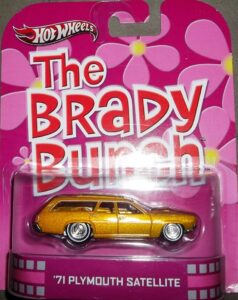 Hot Wheels
The
BRADY
Bunch
'71 PLYMOUTH SATELLITE